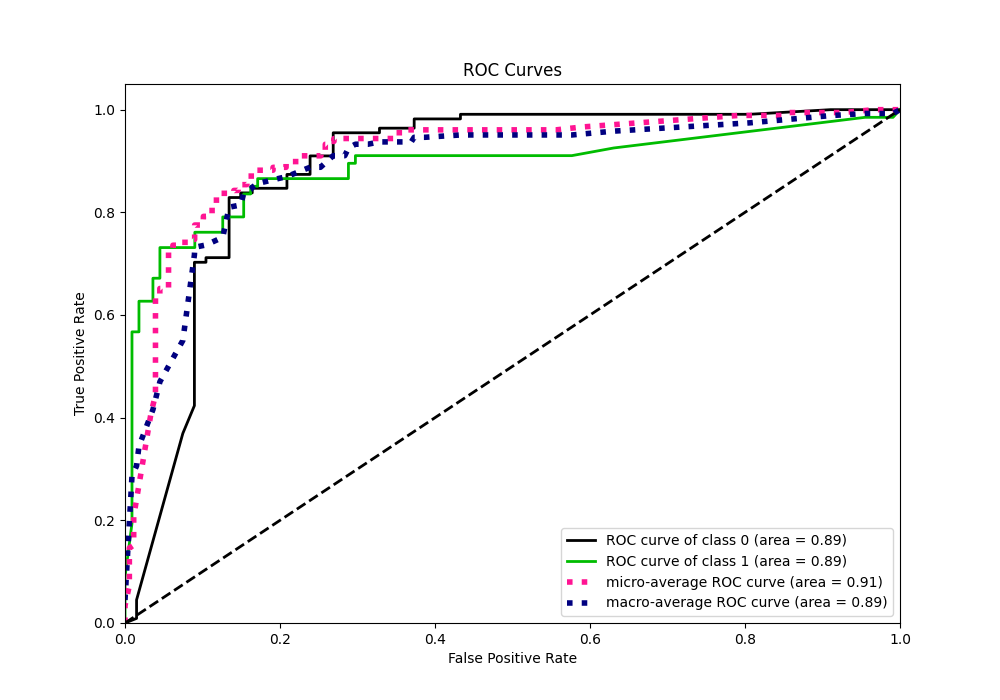 ROC Curves
True Positive Rate
1.0
0.8
0.6
0.4
0.2
0.0
0.0 0.2 0.4 0.6 0.8 1.0
False Positive Rate
ROC curve of class 0 (area = 0.89)
ROC curve of class 1 (area = 0.89)
micro-average ROC curve (area = 0.91)
macro-average ROC curve (area = 0.89)